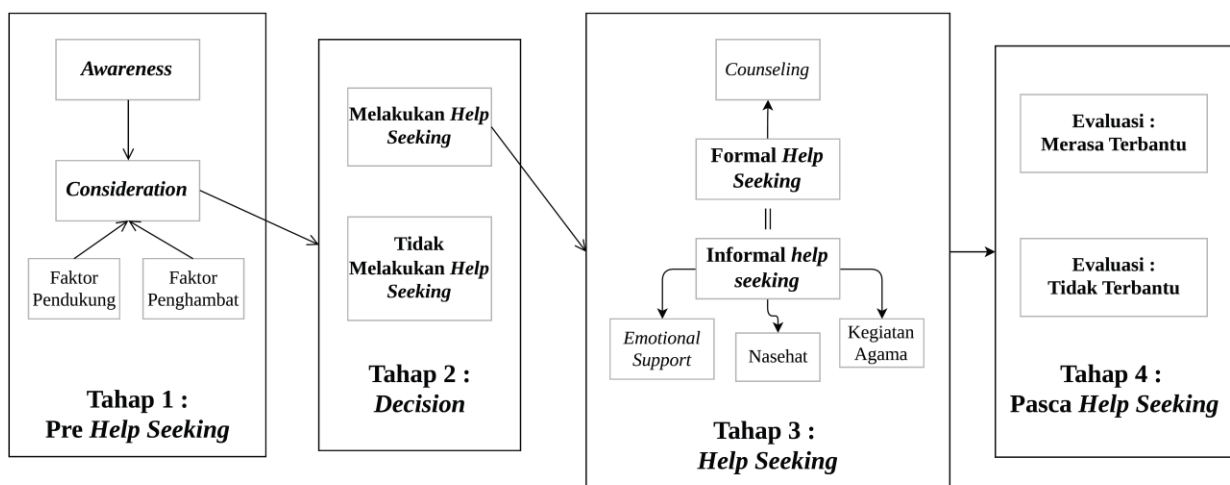 Awareness
Consideration
Faktor
Pendukung
Faktor
Penghambat
Tahap 1 :
Pre Help Seeking
Melakukan Help
Seeking
Tidak
Melakukan Help
Seeking
Tahap 2 :
Decision
Counseling
Formal Help
Seeking
Informal help
seeking
Emotional
Support
Nasehat
Kegiatan
Agama
Tahap 3 :
Help Seeking
Evaluasi :
Merasa Terbantu
Evaluasi :
Tidak Terbantu
Tahap 4 :
Pasca Help Seeking